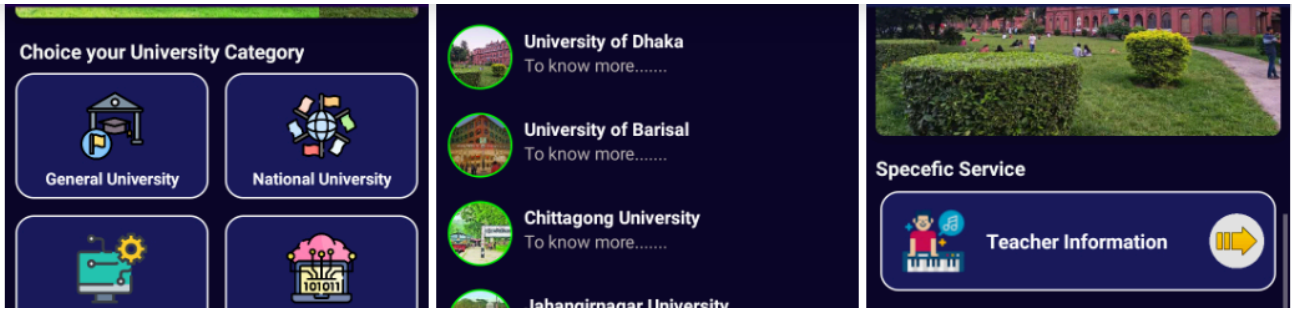 Choice your University Category
General University
National University
101011
University of Dhaka
To know more.......
University of Barisal
To know more.......
Chittagong University
To know more.......
Jahangirnagar University
Specefic Service
Teacher Information